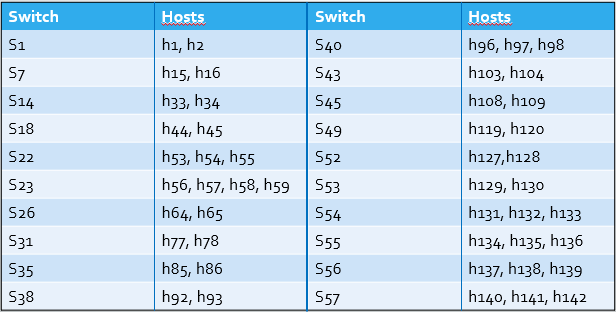 Switch Hosts Switch Hosts
S1 h1, h2 S40 h96, h97, h98
S7 h15, h16 S43 h103, h104
S14 h33, h34 S45 h108, h109
S18 h44, h45 S49 h119, h120
S22 h53, h54, h55 S52 h127,h128
S23 h56, h57, h58, h59 S53 h129, h130
S26 h64, h65 S54 h131, h132, h133
S31 h77, h78 S55 h134, h135, h136
S35 h85, h86 S56 h137, h138, h139
S38 h92, h93 S57 h140, h141, h142